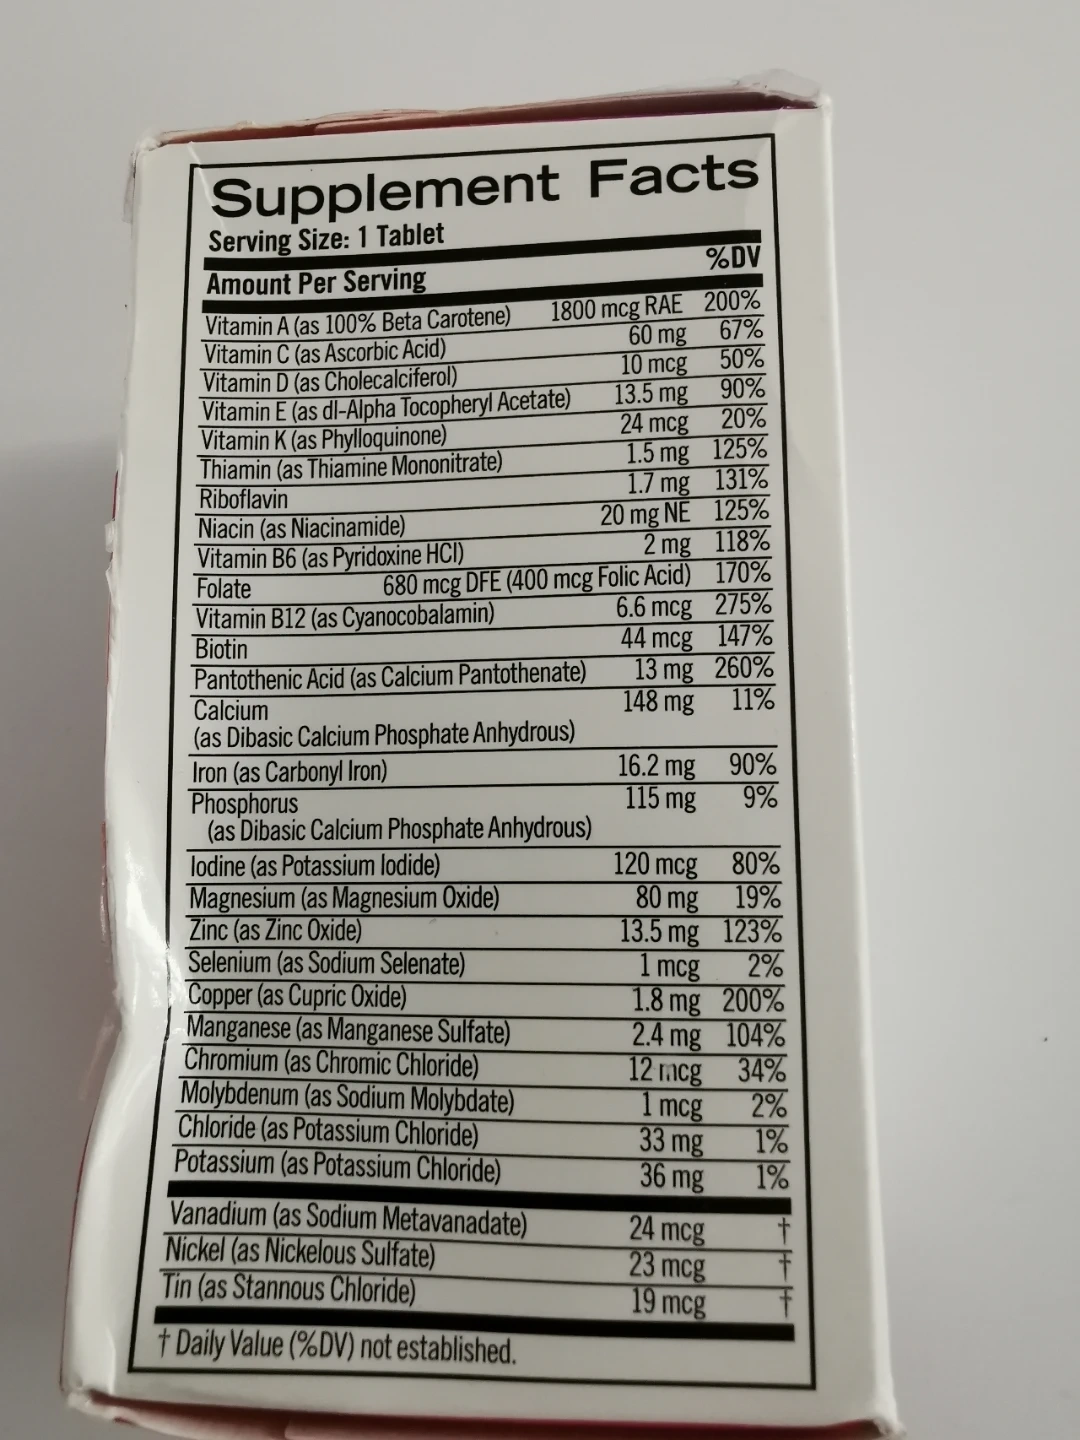 Supplement Facts
Serving Size: 1 Tablet
Amount Per Serving %DV
Vitamin A (as 100% Beta Carotene) 1800 mcg RAE 200%
Vitamin C (as Ascorbic Acid) 60 mg 67%
Vitamin D (as Cholecalciferol) 10 mcg 50%
Vitamin E (as dl-Alpha Tocopheryl Acetate) 13.5 mg 90%
Vitamin K (as Phylloquinone) 24 mcg 20%
Thiamin (as Thiamine Mononitrate) 1.5 mg 125%
Riboflavin 1.7 mg 131%
Niacin (as Niacinamide) 20 mg NE 125%
Vitamin B6 (as Pyridoxine HCl) 2 mg 118%
Folate 680 mcg DFE (400 mcg Folic Acid) 170%
Vitamin B12 (as Cyanocobalamin) 6.6 mcg 275%
Biotin 44 mcg 147%
Pantothenic Acid (as Calcium Pantothenate) 13 mg 260%
Calcium 148 mg 11%
(as Dibasic Calcium Phosphate Anhydrous)
Iron (as Carbonyl Iron) 16.2 mg 90%
Phosphorus 115 mg 9%
(as Dibasic Calcium Phosphate Anhydrous)
Iodine (as Potassium Iodide) 120 mcg 80%
Magnesium (as Magnesium Oxide) 80 mg 19%
Zinc (as Zinc Oxide) 13.5 mg 123%
Selenium (as Sodium Selenate) 1 mcg 2%
Copper (as Cupric Oxide) 1.8 mg 200%
Manganese (as Manganese Sulfate) 2.4 mg 104%
Chromium (as Chromic Chloride) 12 mcg 34%
Molybdenum (as Sodium Molybdate) 1 mcg 2%
Chloride (as Potassium Chloride) 33 mg 1%
Potassium (as Potassium Chloride) 36 mg 1%
Vanadium (as Sodium Metavanadate) 24 mcg †
Nickel (as Nickelous Sulfate) 23 mcg †
Tin (as Stannous Chloride) 19 mcg †
† Daily Value (%DV) not established.